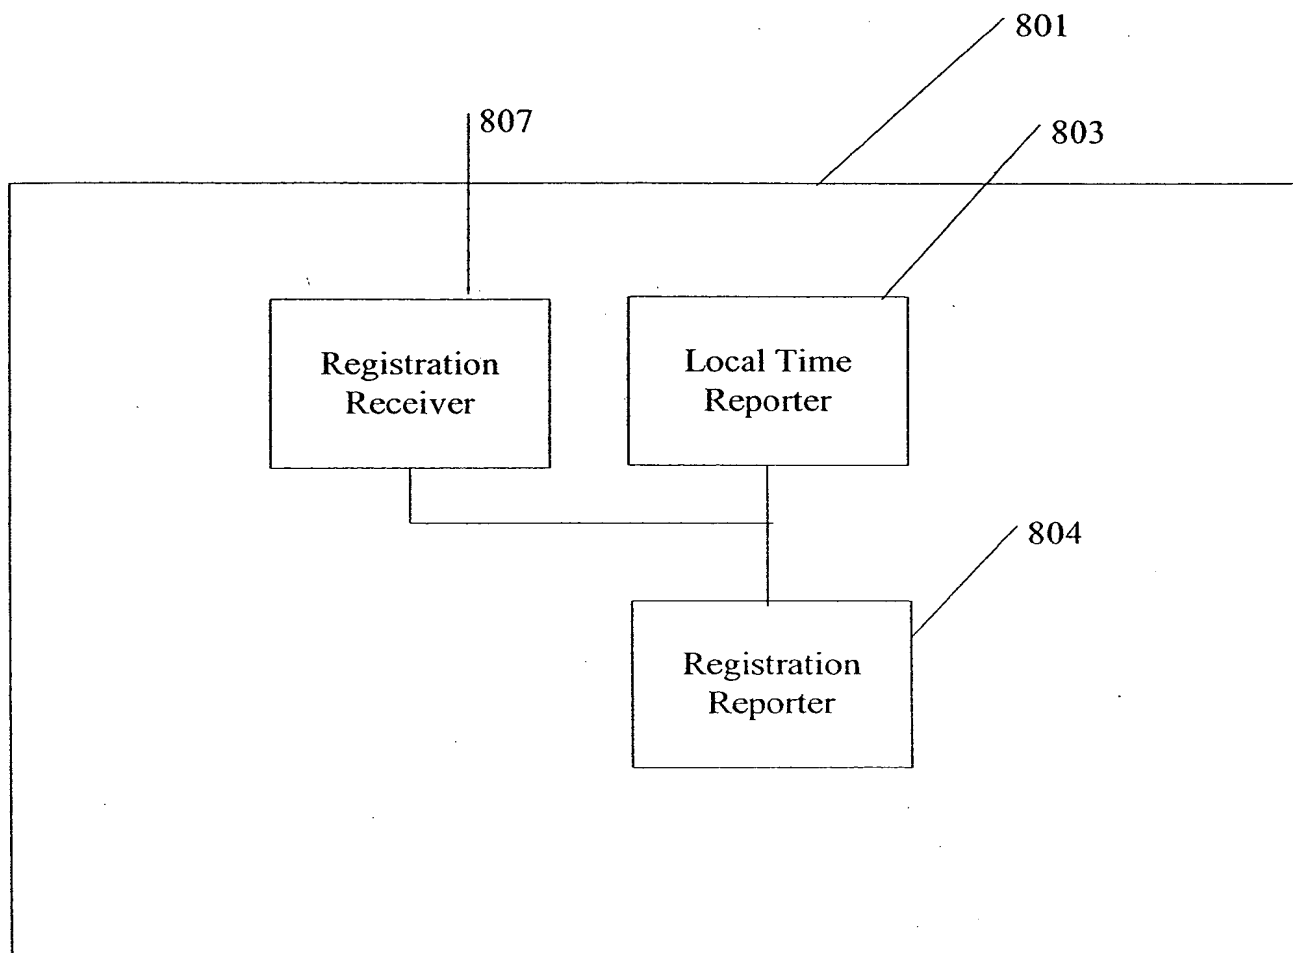 801
807
803
Registration
Receiver
Local Time
Reporter
804
Registration
Reporter